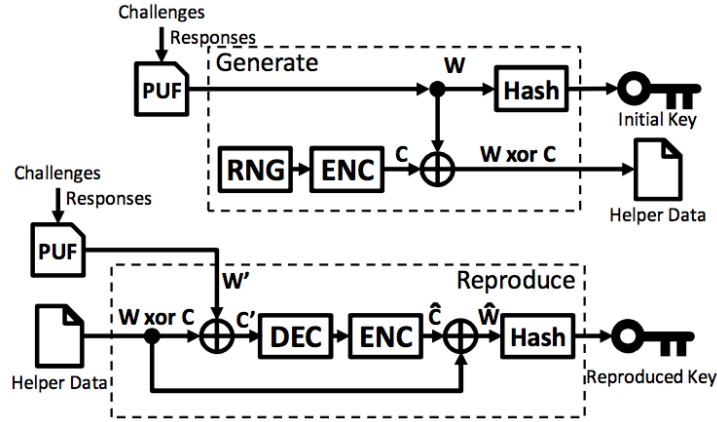 Challenges
Responses
PUF
Generate
W
Hash
Initial Key
RNG
ENC
C
W xor C
Helper Data
Challenges
Responses
PUF
W'
Reproduce
Helper Data
W xor C
C'
DEC
ENC
Ĉ
Ŵ
Hash
Reproduced Key